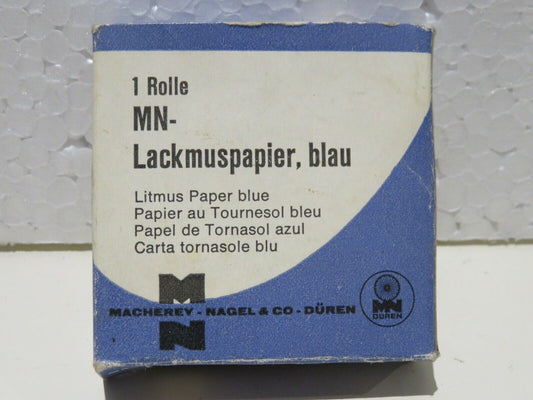 1 Rolle
MN-
Lackmuspapier, blau
Litmus Paper blue
Papier au Tournesol bleu
Papel de Tornasol azul
Carta tornasole blu
M
MACHEREY - NAGEL & CO - DÜREN
N
MN
DÜREN